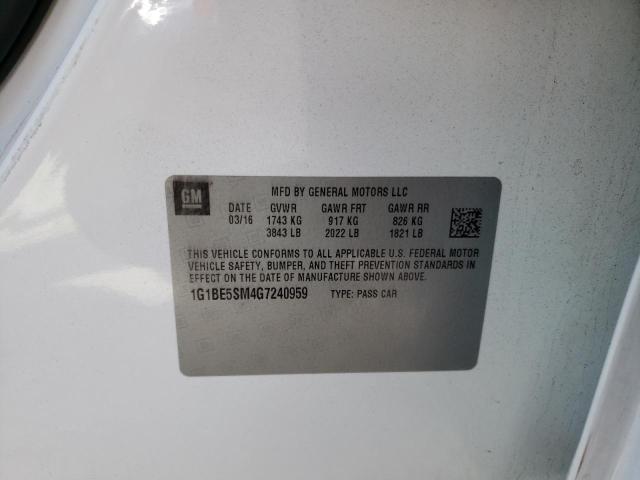 GM
MFD BY GENERAL MOTORS LLC
DATE GVWR GAWR FRT GAWR RR
03/16 1743 KG 917 KG 826 KG
3843 LB 2022 LB 1821 LB
THIS VEHICLE CONFORMS TO ALL APPLICABLE U.S. FEDERAL MOTOR
VEHICLE SAFETY, BUMPER, AND THEFT PREVENTION STANDARDS IN
EFFECT ON THE DATE OF MANUFACTURE SHOWN ABOVE.
1G1BE5SM4G7240959 TYPE: PASS CAR